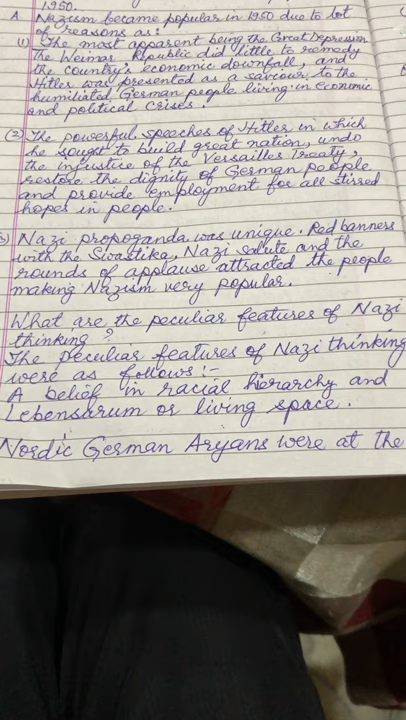 1950.
A Nazism became popular in 1950 due to lot
of reasons as:
(1) The most apparent being the Great Depression
The Weimar Republic did little to remedy
the country's economic downfall, and
Hitler was presented as a saviour to the
humiliated German people living in economic
and political crises.
(2) The powerful speeches of Hitler in which
he sought to build great nation, undo
the injustice of the Versailles Treaty,
restore the dignity of German people
and provide employment for all stirred
hopes in people.
3) Nazi propoganda was unique. Red banners
with the Swastika, Nazi salute and the
rounds of applause attracted the people
making Nazism very popular.
What are the peculiar features of Nazi
thinking?
The peculiar features of Nazi thinking
were as follows:-
A belief in racial hierarchy and
Lebensarum or living space.
Nordic German Aryans were at the